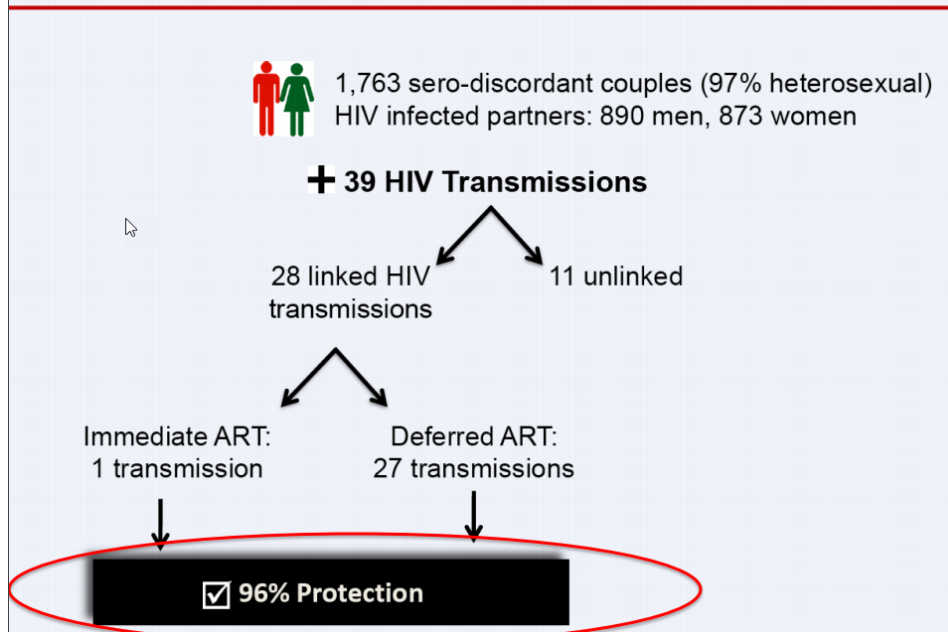 1,763 sero-discordant couples (97% heterosexual)
HIV infected partners: 890 men, 873 women
+ 39 HIV Transmissions
28 linked HIV
transmissions
11 unlinked
Immediate ART:
1 transmission
Deferred ART:
27 transmissions
☑ 96% Protection